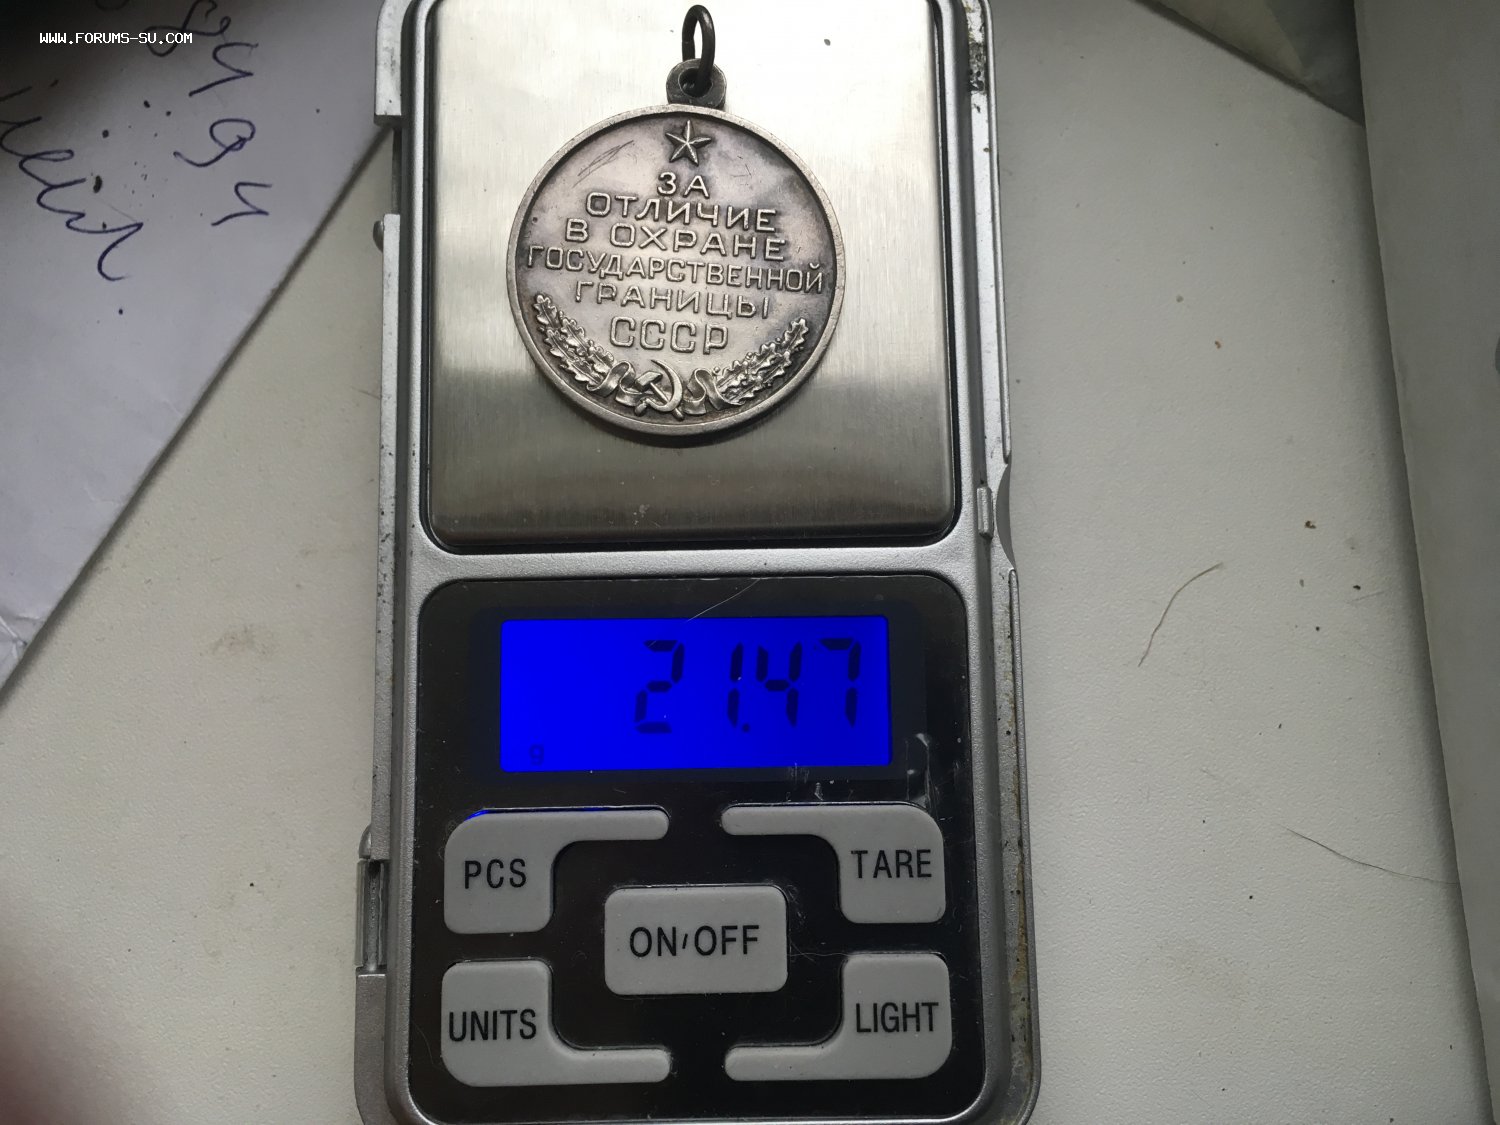 WWW.FORUMS-SU.COM
ЗА
ОТЛИЧИЕ
В ОХРАНЕ
ГОСУДАРСТВЕННОЙ
ГРАНИЦЫ
СССР
21.47
g
PCS
TARE
ON/OFF
UNITS
LIGHT